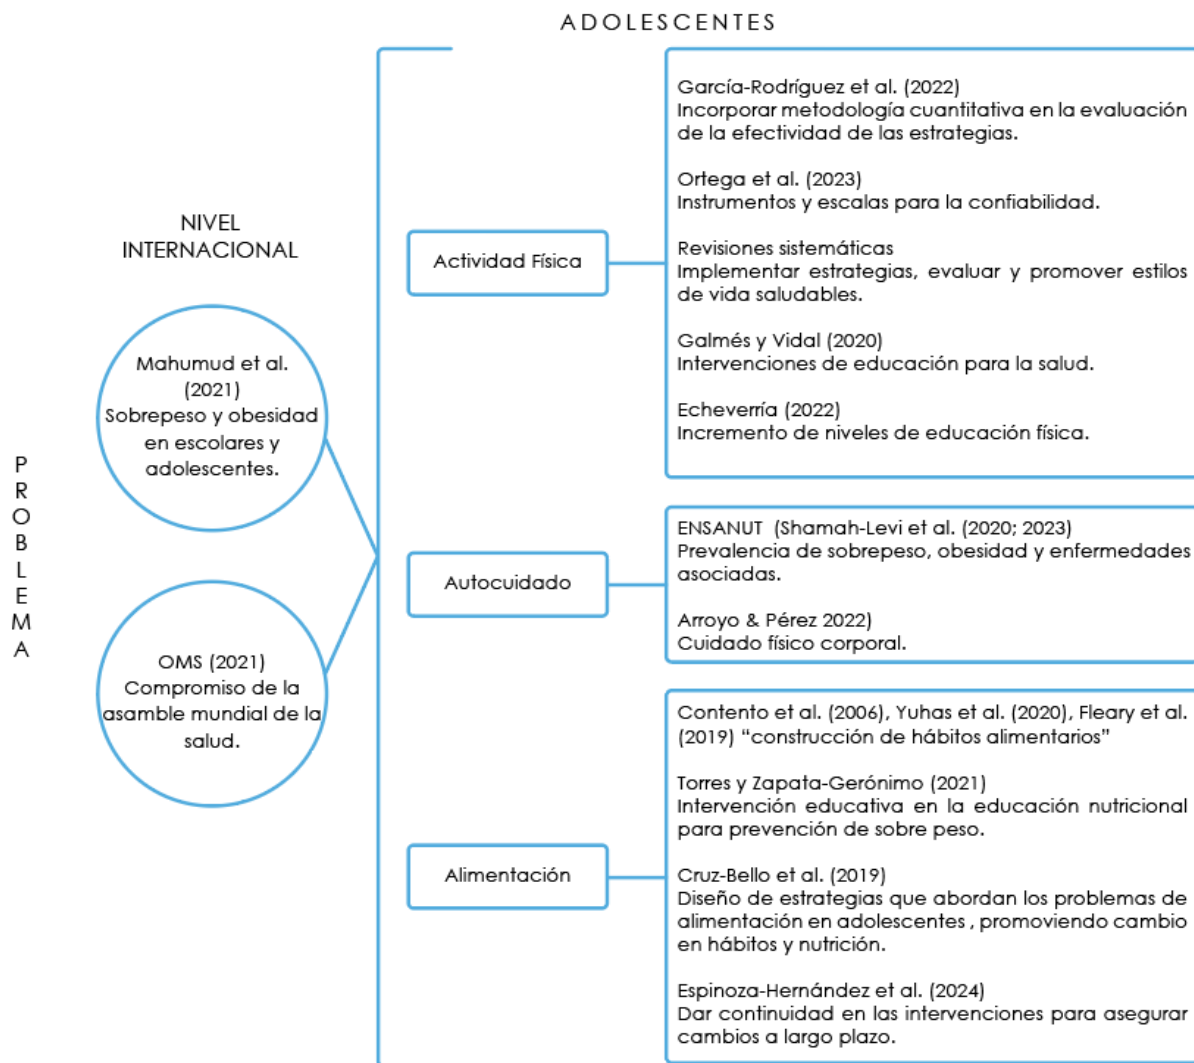 ADOLESCENTES
PROBLEMA
NIVEL
INTERNACIONAL
Mahumud et al.
(2021)
Sobrepeso y obesidad
en escolares y
adolescentes.
OMS (2021)
Compromiso de la
asamble mundial de la
salud.
Actividad Física
García-Rodríguez et al. (2022)
Incorporar metodología cuantitativa en la evaluación
de la efectividad de las estrategias.
Ortega et al. (2023)
Instrumentos y escalas para la confiabilidad.
Revisiones sistemáticas
Implementar estrategias, evaluar y promover estilos
de vida saludables.
Galmés y Vidal (2020)
Intervenciones de educación para la salud.
Echeverría (2022)
Incremento de niveles de educación física.
Autocuidado
ENSANUT (Shamah-Levi et al. (2020; 2023)
Prevalencia de sobrepeso, obesidad y enfermedades
asociadas.
Arroyo & Pérez 2022)
Cuidado físico corporal.
Alimentación
Contento et al. (2006), Yuhas et al. (2020), Fleary et al.
(2019) “construcción de hábitos alimentarios”
Torres y Zapata-Gerónimo (2021)
Intervención educativa en la educación nutricional
para prevención de sobre peso.
Cruz-Bello et al. (2019)
Diseño de estrategias que abordan los problemas de
alimentación en adolescentes , promoviendo cambio
en hábitos y nutrición.
Espinoza-Hernández et al. (2024)
Dar continuidad en las intervenciones para asegurar
cambios a largo plazo.